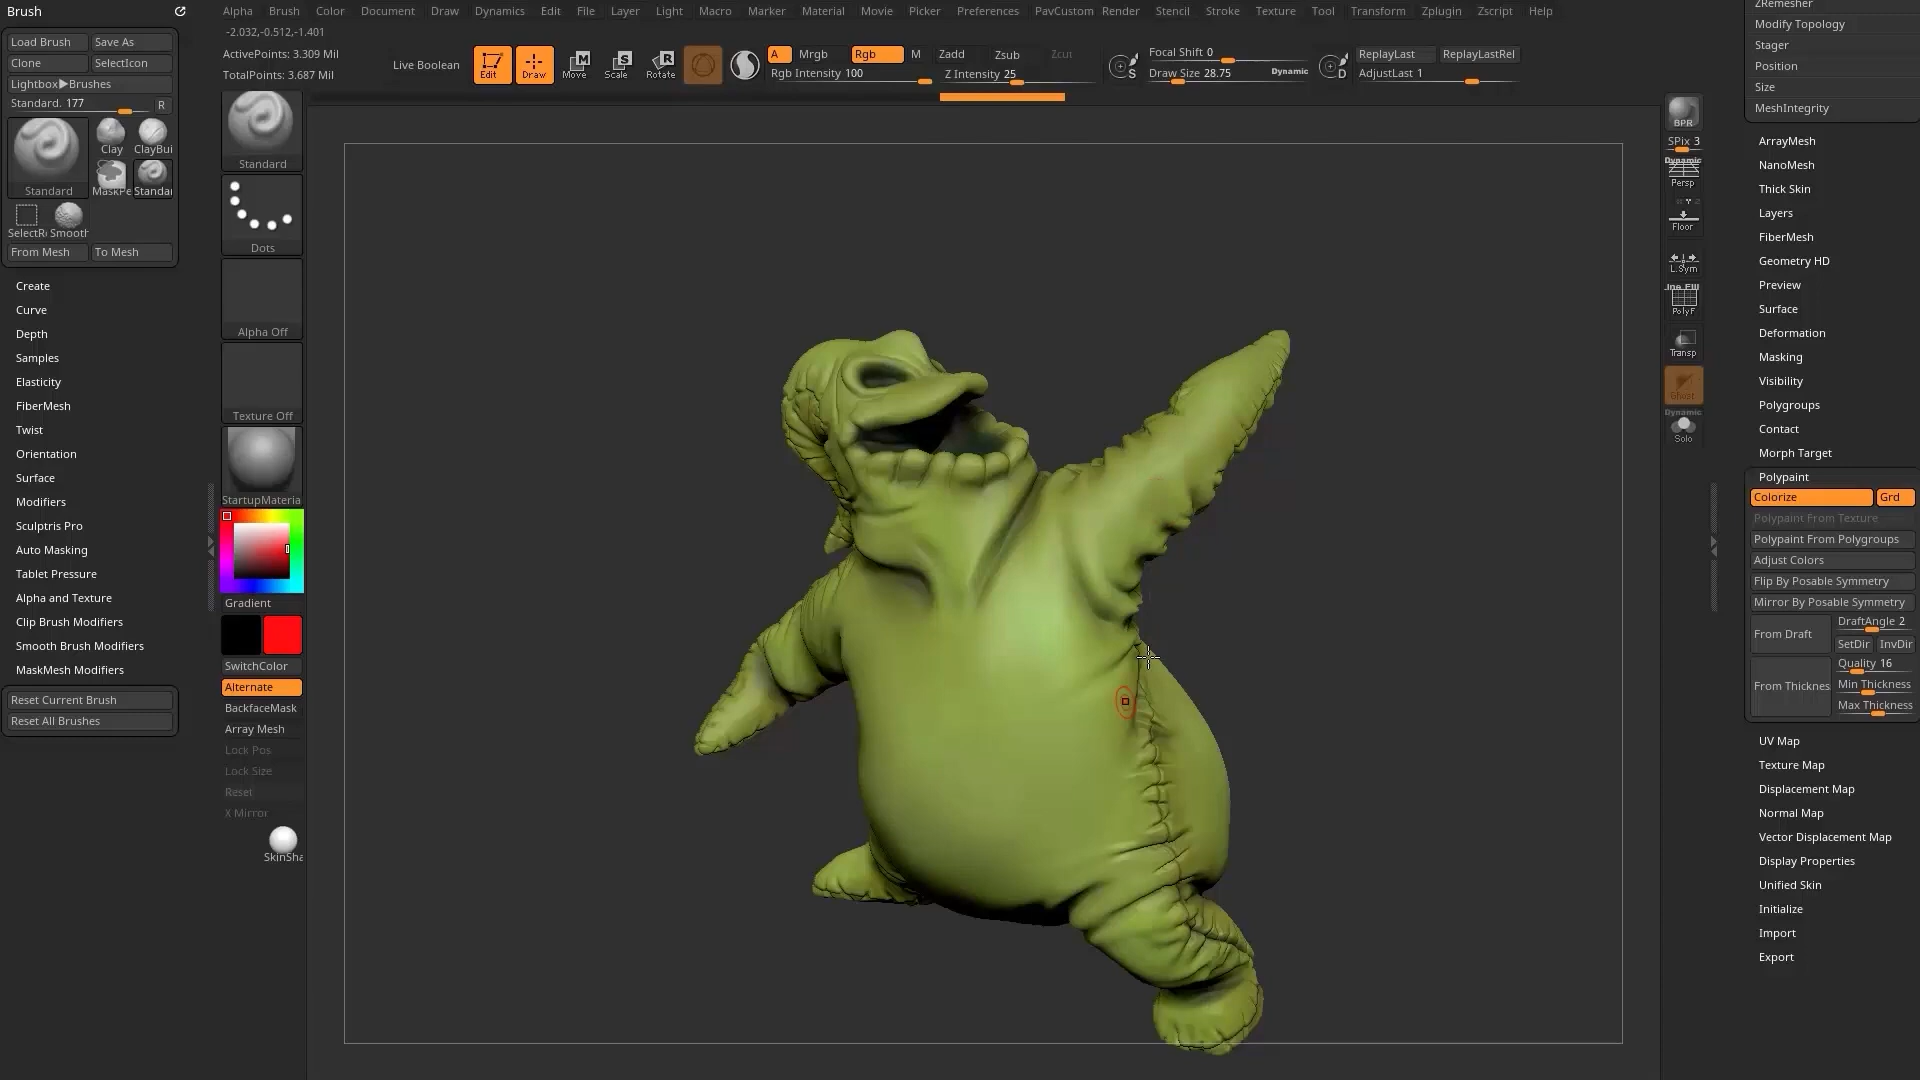 Brush
Alpha Brush Color Document Draw Dynamics Edit File Layer Light Macro Marker Material Movie Picker Preferences PavCustom Render Stencil Stroke Texture Tool Transform Zplugin Zscript Help
-2.032,-0.512,-1.401
Load Brush Save As
Clone SelectIcon
Lightbox▶Brushes
Standard. 177 R
Clay ClayBui
Standard MaskPe Standar
SelectRe Smooth
From Mesh To Mesh
Create
Curve
Depth
Samples
Elasticity
FiberMesh
Twist
Orientation
Surface
Modifiers
Sculptris Pro
Auto Masking
Tablet Pressure
Alpha and Texture
Clip Brush Modifiers
Smooth Brush Modifiers
MaskMesh Modifiers
Reset Current Brush
Reset All Brushes
ActivePoints: 3.309 Mil
TotalPoints: 3.687 Mil
Live Boolean
Edit Draw Move Scale Rotate
A Mrgb Rgb M Zadd Zsub Zcut
Rgb Intensity 100 Z Intensity 25
Focal Shift 0
Draw Size 28.75 Dynamic
ReplayLast ReplayLastRel
AdjustLast 1
Standard
Dots
Alpha Off
Texture Off
StartupMateria
Gradient
SwitchColor
Alternate
BackfaceMask
Array Mesh
Lock Pos
Lock Size
Reset
X Mirror
SkinSha
BPR
SPix 3
Dynamic
Persp
Floor
L.Sym
PolyF
Transp
Ghost
Dynamic
Solo
ZRemesher
Modify Topology
Stager
Position
Size
MeshIntegrity
ArrayMesh
NanoMesh
Thick Skin
Layers
FiberMesh
Geometry HD
Preview
Surface
Deformation
Masking
Visibility
Polygroups
Contact
Morph Target
Polypaint
Colorize Grd
Polypaint From Texture
Polypaint From Polygroups
Adjust Colors
Flip By Posable Symmetry
Mirror By Posable Symmetry
From Draft DraftAngle 2
SetDir InvDir
Quality 16
From Thicknes Min Thickness
Max Thickness
UV Map
Texture Map
Displacement Map
Normal Map
Vector Displacement Map
Display Properties
Unified Skin
Initialize
Import
Export